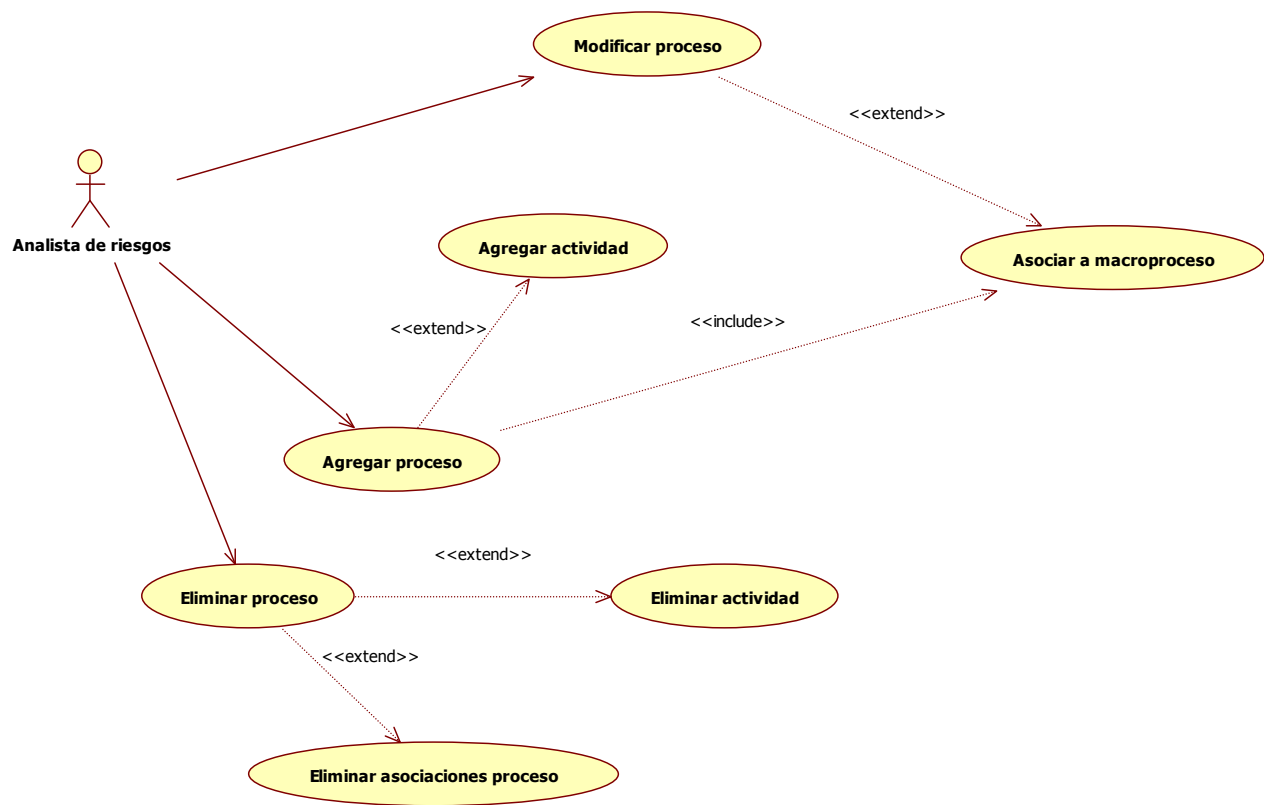 Modificar proceso
<<extend>>
Analista de riesgos
Agregar actividad
Asociar a macroproceso
<<extend>>
<<include>>
Agregar proceso
<<extend>>
Eliminar proceso
Eliminar actividad
<<extend>>
Eliminar asociaciones proceso